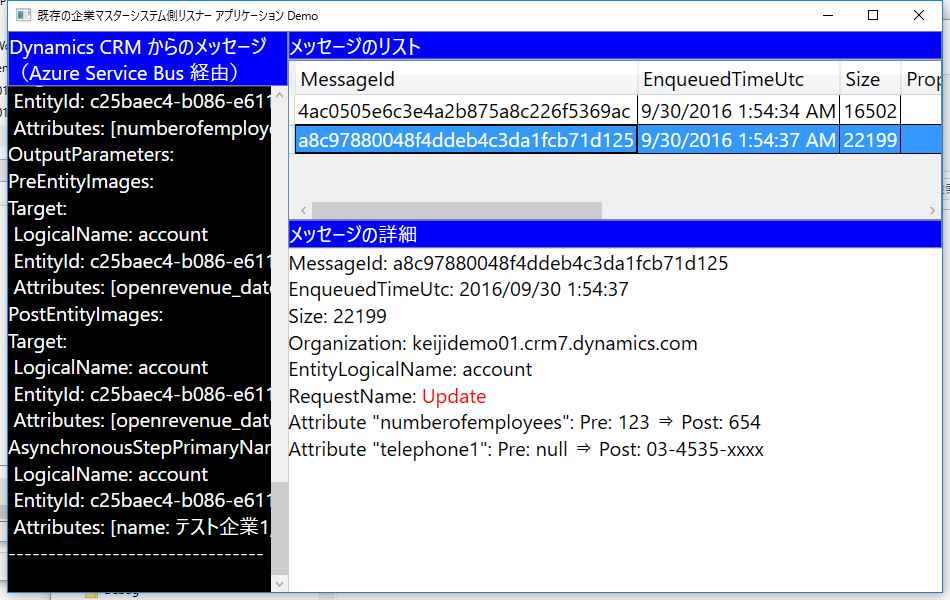 既存の企業マスターシステム側リスナー アプリケーション Demo
Dynamics CRM からのメッセージ
（Azure Service Bus 経由）
EntityId: c25baec4-b086-e611
Attributes: [numberofemploye
OutputParameters:
PreEntityImages:
Target:
LogicalName: account
EntityId: c25baec4-b086-e611
Attributes: [openrevenue_date
PostEntityImages:
Target:
LogicalName: account
EntityId: c25baec4-b086-e611
Attributes: [openrevenue_date
AsynchronousStepPrimaryNar
LogicalName: account
EntityId: c25baec4-b086-e611
Attributes: [name: テスト企業1,
--------------------------------
メッセージのリスト
MessageId EnqueuedTimeUtc Size Prop
4ac0505e6c3e4a2b875a8c226f5369ac 9/30/2016 1:54:34 AM 16502
a8c97880048f4ddeb4c3da1fcb71d125 9/30/2016 1:54:37 AM 22199
メッセージの詳細
MessageId: a8c97880048f4ddeb4c3da1fcb71d125
EnqueuedTimeUtc: 2016/09/30 1:54:37
Size: 22199
Organization: keijidemo01.crm7.dynamics.com
EntityLogicalName: account
RequestName: Update
Attribute "numberofemployees": Pre: 123 ⇒ Post: 654
Attribute "telephone1": Pre: null ⇒ Post: 03-4535-xxxx